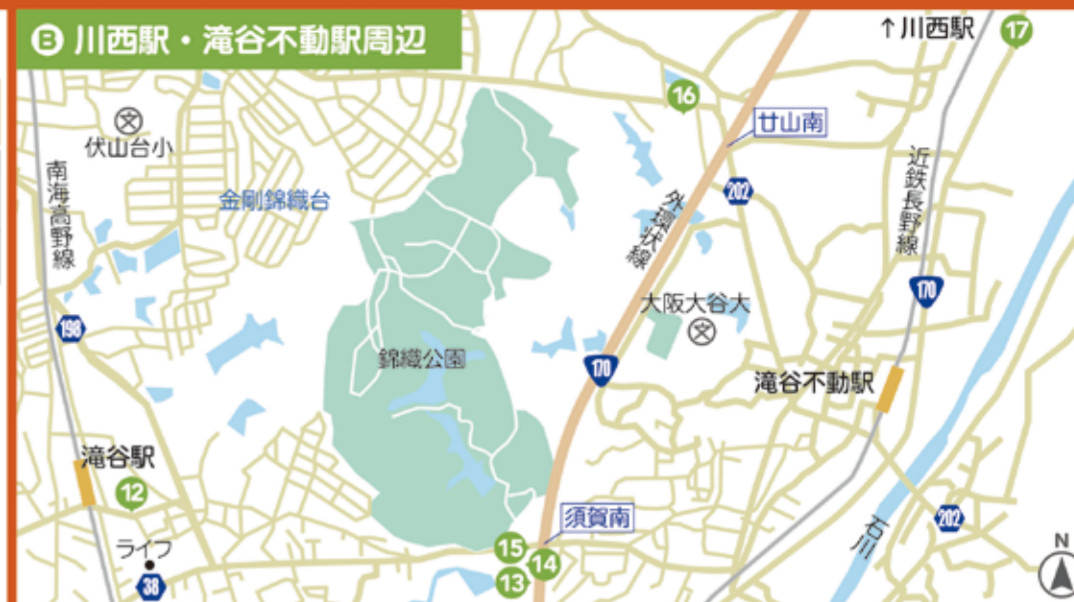 B 川西駅・滝谷不動駅周辺
↑川西駅
17
16
廿山南
伏山台小
南海高野線
金剛錦織台
202
近鉄長野線
外環状線
170
198
大阪大谷大
錦織公園
170
滝谷不動駅
滝谷駅
12
須賀南
202
石川
15
14
13
ライフ
38
N